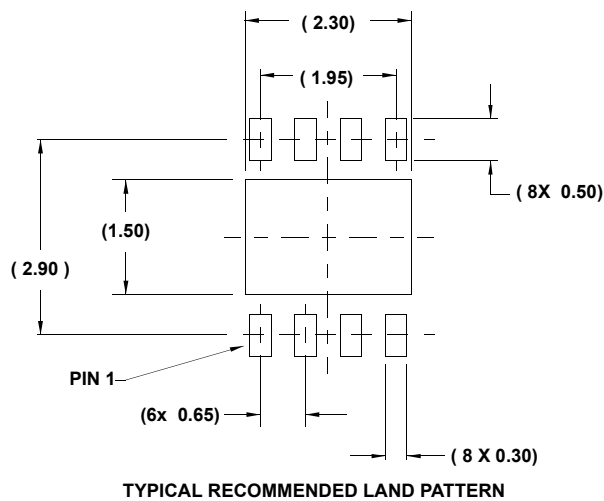 ( 2.30)
( 1.95)
( 8X 0.50)
(1.50)
( 2.90 )
PIN 1
(6x 0.65)
( 8 X 0.30)
TYPICAL RECOMMENDED LAND PATTERN